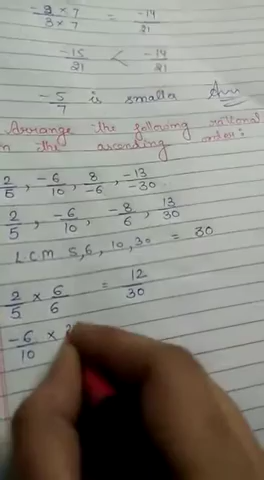 -2 × 7 / 3 × 7 = -14 / 21
-15 / 21 < -14 / 21
-5 / 7 is smaller Ans
Arrange the following rational
in the ascending order:
2/5, -6/10, 8/-6, -13/-30
2/5, -6/10, -8/6, 13/30
LCM 5,6,10,30 = 30
2/5 × 6/6 = 12/30
-6/10 ×